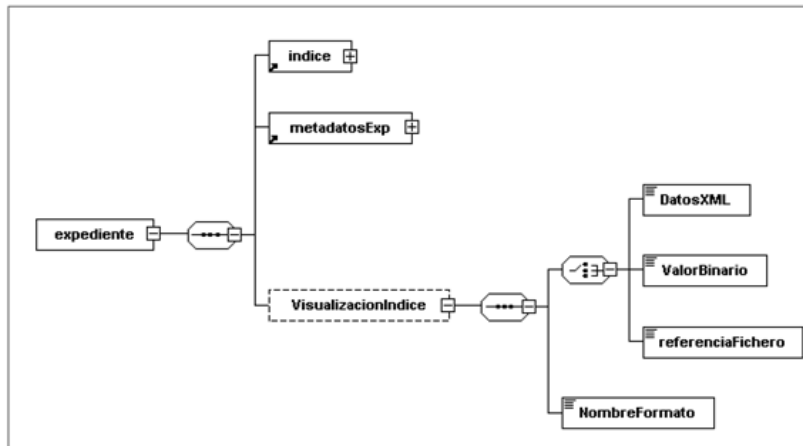 indice
metadatosExp
DatosXML
expediente
ValorBinario
VisualizacionIndice
referenciaFichero
NombreFormato